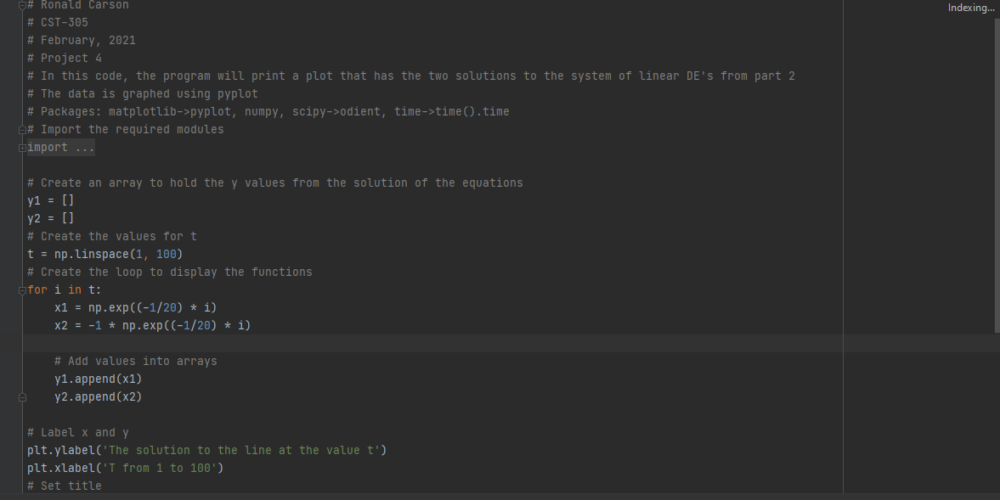 # Ronald Carson
Indexing...
# CST-305
# February, 2021
# Project 4
# In this code, the program will print a plot that has the two solutions to the system of linear DE's from part 2
# The data is graphed using pyplot
# Packages: matplotlib->pyplot, numpy, scipy->odient, time->time().time
# Import the required modules
import ...
# Create an array to hold the y values from the solution of the equations
y1 = []
y2 = []
# Create the values for t
t = np.linspace(1, 100)
# Create the loop to display the functions
for i in t:
    x1 = np.exp((-1/20) * i)
    x2 = -1 * np.exp((-1/20) * i)
    # Add values into arrays
    y1.append(x1)
    y2.append(x2)
# Label x and y
plt.ylabel('The solution to the line at the value t')
plt.xlabel('T from 1 to 100')
# Set title